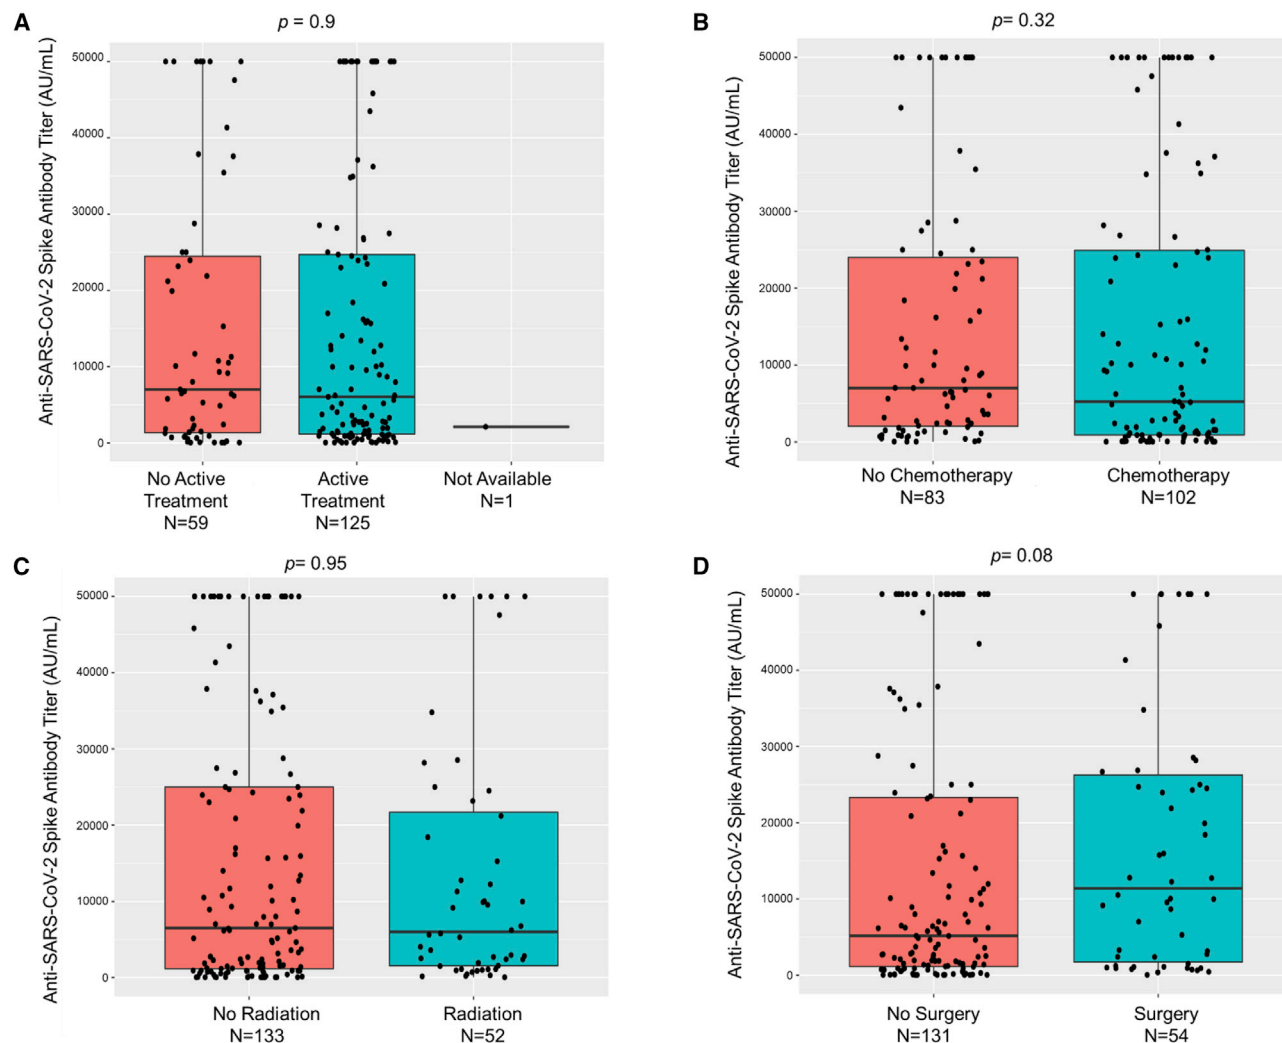 A
p = 0.9
Anti-SARS-CoV-2 Spike Antibody Titer (AU/mL)
50000
40000
30000
20000
10000
0
No Active
Treatment
N=59
Active
Treatment
N=125
Not Available
N=1
B
p = 0.32
Anti-SARS-CoV-2 Spike Antibody Titer (AU/mL)
50000
40000
30000
20000
10000
0
No Chemotherapy
N=83
Chemotherapy
N=102
C
p= 0.95
Anti-SARS-CoV-2 Spike Antibody Titer (AU/mL)
50000
40000
30000
20000
10000
0
No Radiation
N=133
Radiation
N=52
D
p= 0.08
Anti-SARS-CoV-2 Spike Antibody Titer (AU/mL)
50000
40000
30000
20000
10000
0
No Surgery
N=131
Surgery
N=54